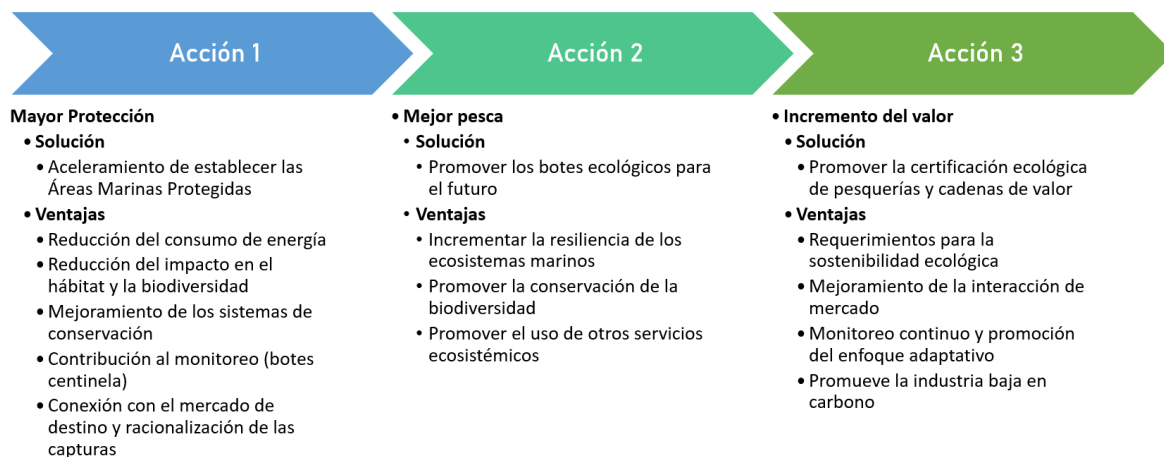 Acción 1
Mayor Protección
• Solución
• Aceleramiento de establecer las
Áreas Marinas Protegidas
• Ventajas
• Reducción del consumo de energía
• Reducción del impacto en el
hábitat y la biodiversidad
• Mejoramiento de los sistemas de
conservación
• Contribución al monitoreo (botes
centinela)
• Conexión con el mercado de
destino y racionalización de las
capturas
Acción 2
• Mejor pesca
• Solución
• Promover los botes ecológicos para
el futuro
• Ventajas
• Incrementar la resiliencia de los
ecosistemas marinos
• Promover la conservación de la
biodiversidad
• Promover el uso de otros servicios
ecosistémicos
Acción 3
• Incremento del valor
• Solución
• Promover la certificación ecológica
de pesquerías y cadenas de valor
• Ventajas
• Requerimientos para la
sostenibilidad ecológica
• Mejoramiento de la interacción de
mercado
• Monitoreo continuo y promoción
del enfoque adaptativo
• Promueve la industria baja en
carbono